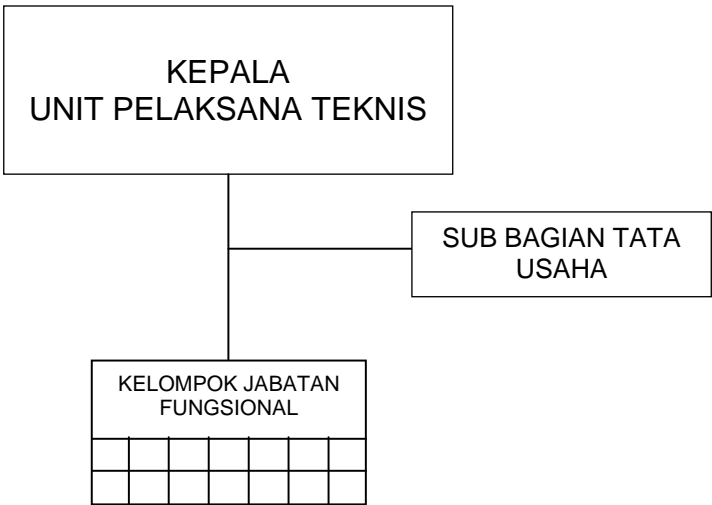 KEPALA
UNIT PELAKSANA TEKNIS
SUB BAGIAN TATA
USAHA
KELOMPOK JABATAN
FUNGSIONAL